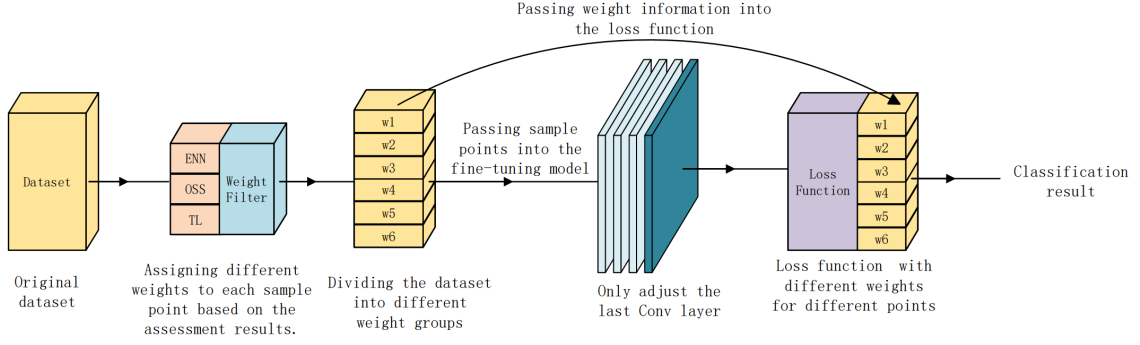 Passing weight information into
the loss function
Dataset
ENN
OSS
TL
Weight
Filter
w1
w2
w3
w4
w5
w6
Passing sample
points into the
fine-tuning model
Loss
Function
w1
w2
w3
w4
w5
w6
Classification
result
Original
dataset
Assigning different
weights to each sample
point based on the
assessment results.
Dividing the dataset
into different
weight groups
Only adjust the
last Conv layer
Loss function with
different weights
for different points